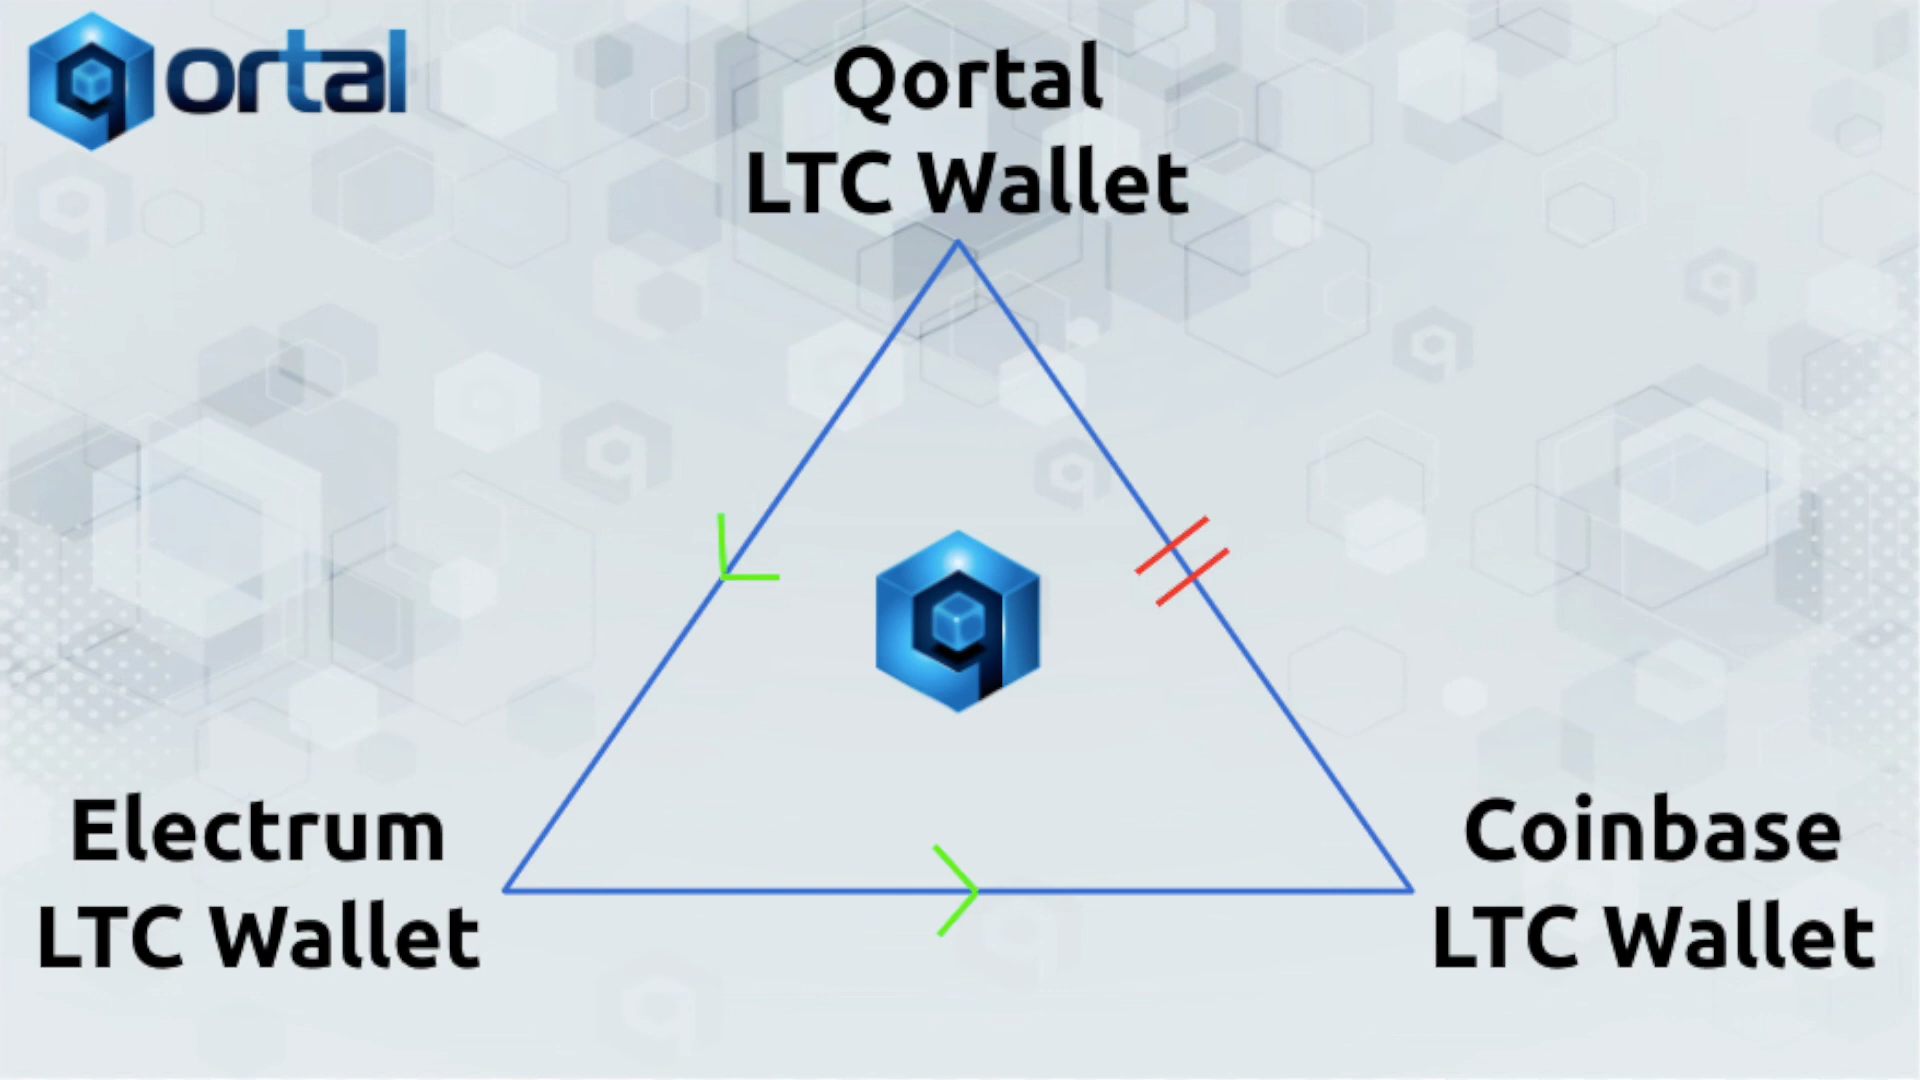 qortal
Qortal
LTC Wallet
Electrum
LTC Wallet
Coinbase
LTC Wallet